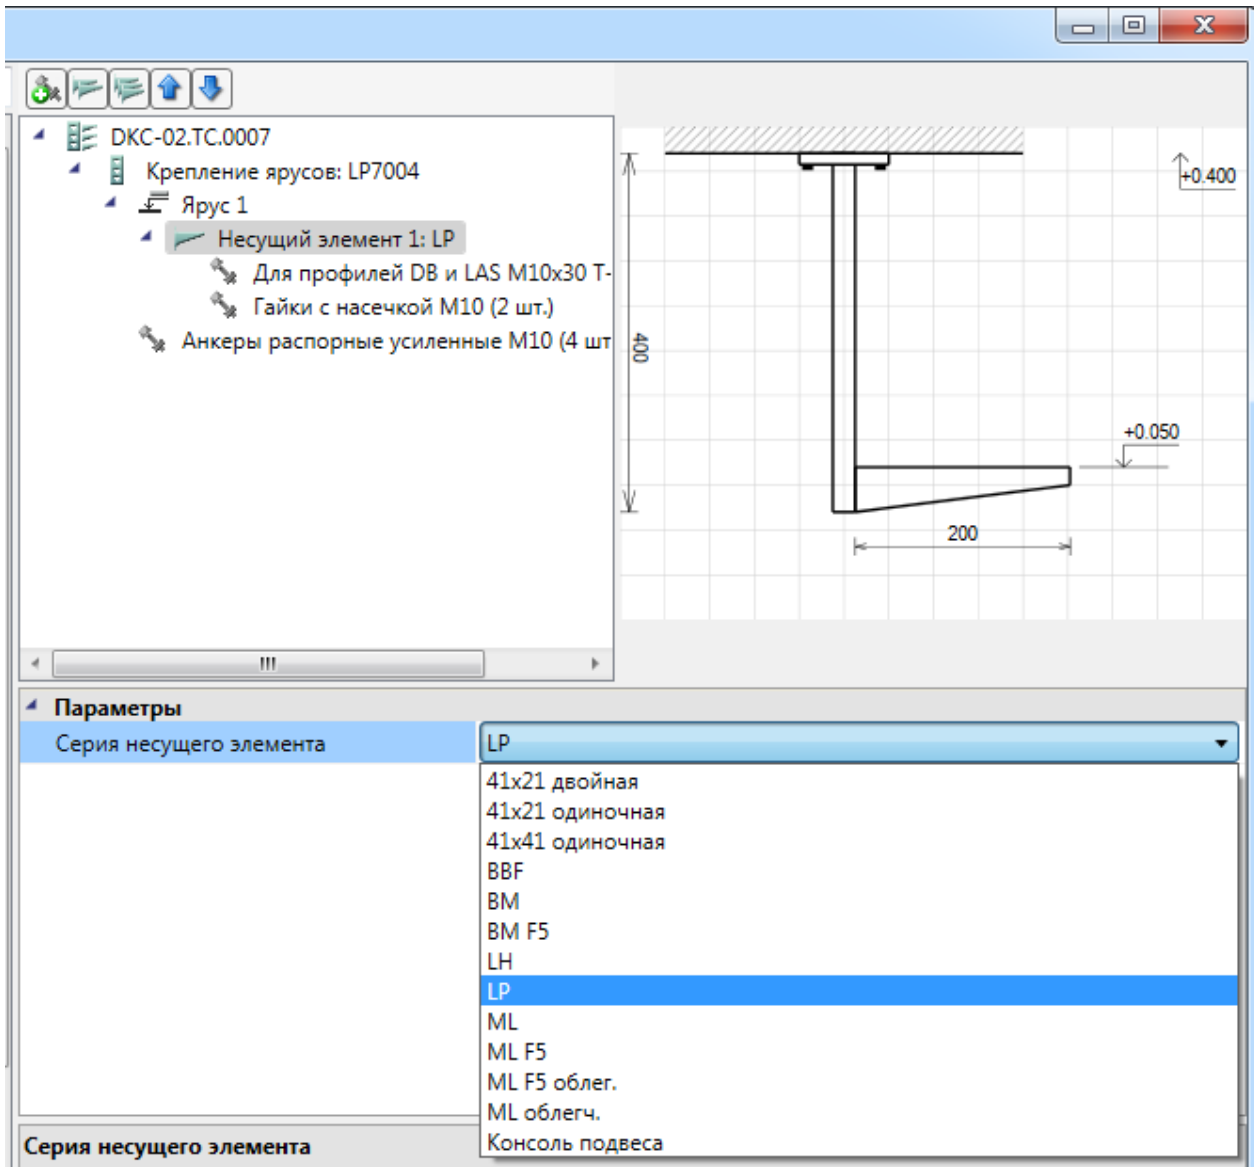 DKC-02.TC.0007
Крепление ярусов: LP7004
Ярус 1
Несущий элемент 1: LP
Для профилей DB и LAS M10x30 Т-
Гайки с насечкой M10 (2 шт.)
Анкеры распорные усиленные M10 (4 шт
+0.400
400
+0.050
200
Параметры
Серия несущего элемента
LP
41x21 двойная
41x21 одиночная
41x41 одиночная
BBF
BM
BM F5
LH
LP
ML
ML F5
ML F5 облег.
ML облегч.
Консоль подвеса
Серия несущего элемента